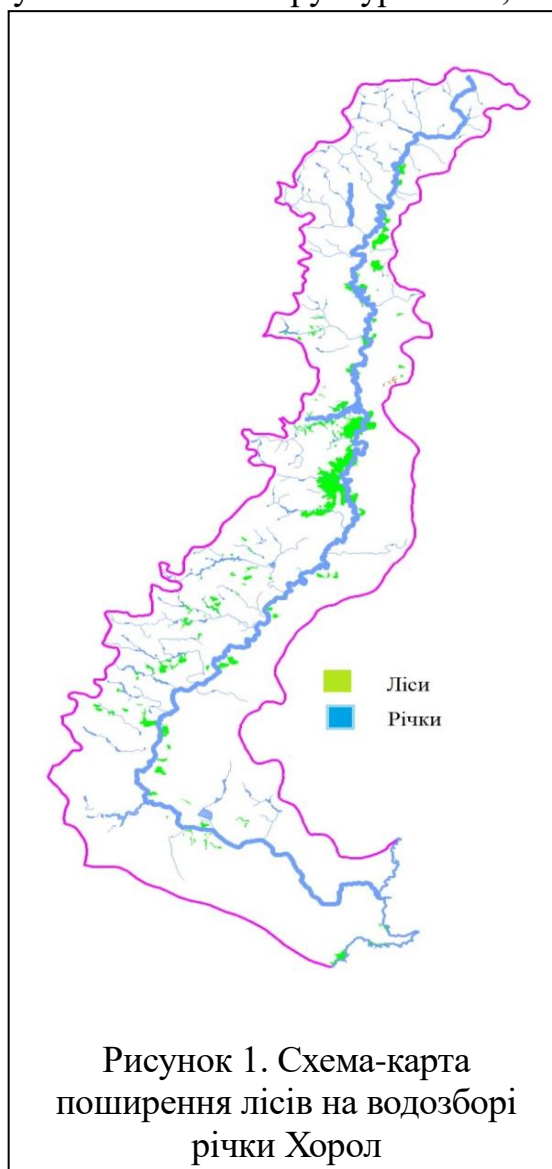 Ліси
Річки
Рисунок 1. Схема-карта
поширення лісів на водозборі
річки Хорол